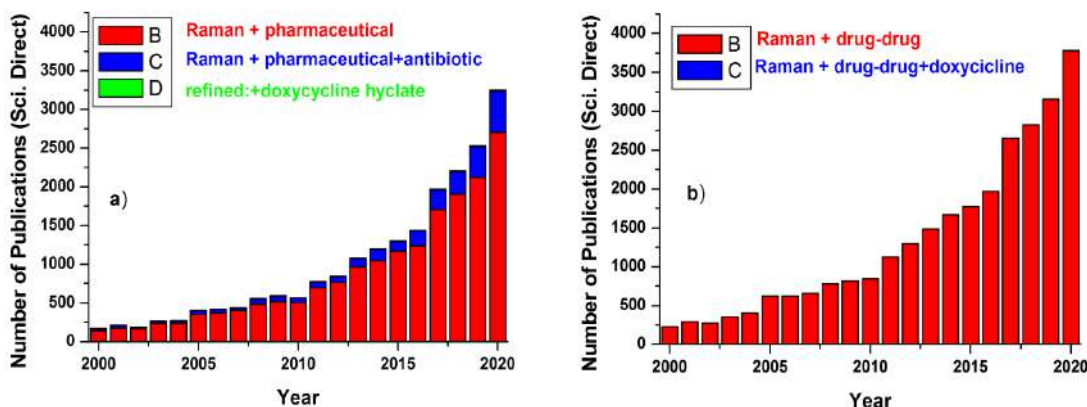 Number of Publications (Sci. Direct)
4000
3500
3000
2500
2000
1500
1000
500
0
B Raman + pharmaceutical
C Raman + pharmaceutical+antibiotic
D refined:+doxycycline hyclate
a)
2000 2005 2010 2015 2020
Year
Number of Publications (Sci. Direct)
4000
3500
3000
2500
2000
1500
1000
500
0
B Raman + drug-drug
C Raman + drug-drug+doxycicline
b)
2000 2005 2010 2015 2020
Year